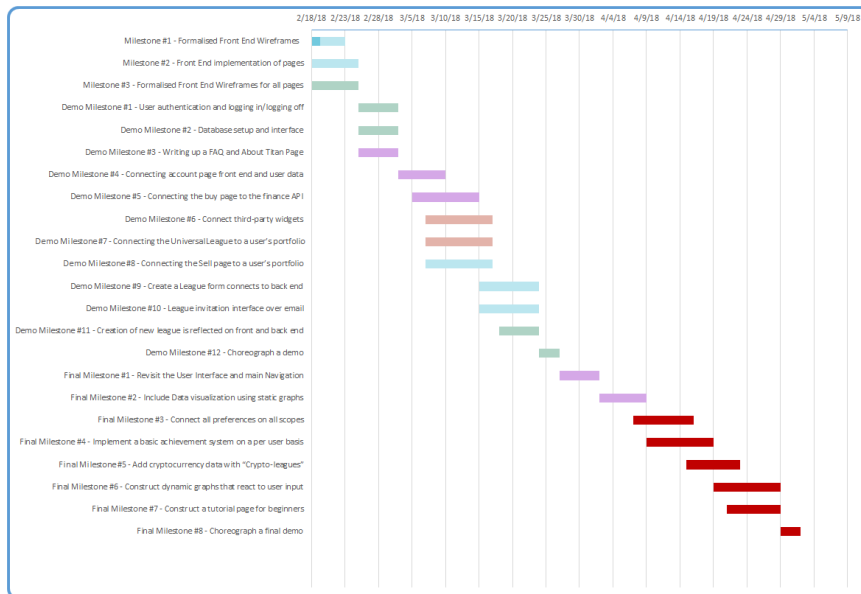 2/18/18 2/23/18 2/28/18 3/5/18 3/10/18 3/15/18 3/20/18 3/25/18 3/30/18 4/4/18 4/9/18 4/14/18 4/19/18 4/24/18 4/29/18 5/4/18 5/9/18
Milestone #1 - Formalised Front End Wireframes
Milestone #2 - Front End implementation of pages
Milestone #3 - Formalised Front End Wireframes for all pages
Demo Milestone #1 - User authentication and logging in/logging off
Demo Milestone #2 - Database setup and interface
Demo Milestone #3 - Writing up a FAQ and About Titan Page
Demo Milestone #4 - Connecting account page front end and user data
Demo Milestone #5 - Connecting the buy page to the finance API
Demo Milestone #6 - Connect third-party widgets
Demo Milestone #7 - Connecting the Universal League to a user's portfolio
Demo Milestone #8 - Connecting the Sell page to a user's portfolio
Demo Milestone #9 - Create a League form connects to back end
Demo Milestone #10 - League invitation interface over email
Demo Milestone #11 - Creation of new league is reflected on front and back end
Demo Milestone #12 - Choreograph a demo
Final Milestone #1 - Revisit the User Interface and main Navigation
Final Milestone #2 - Include Data visualization using static graphs
Final Milestone #3 - Connect all preferences on all scopes
Final Milestone #4 - Implement a basic achievement system on a per user basis
Final Milestone #5 - Add cryptocurrency data with "Crypto-leagues"
Final Milestone #6 - Construct dynamic graphs that react to user input
Final Milestone #7 - Construct a tutorial page for beginners
Final Milestone #8 - Choreograph a final demo